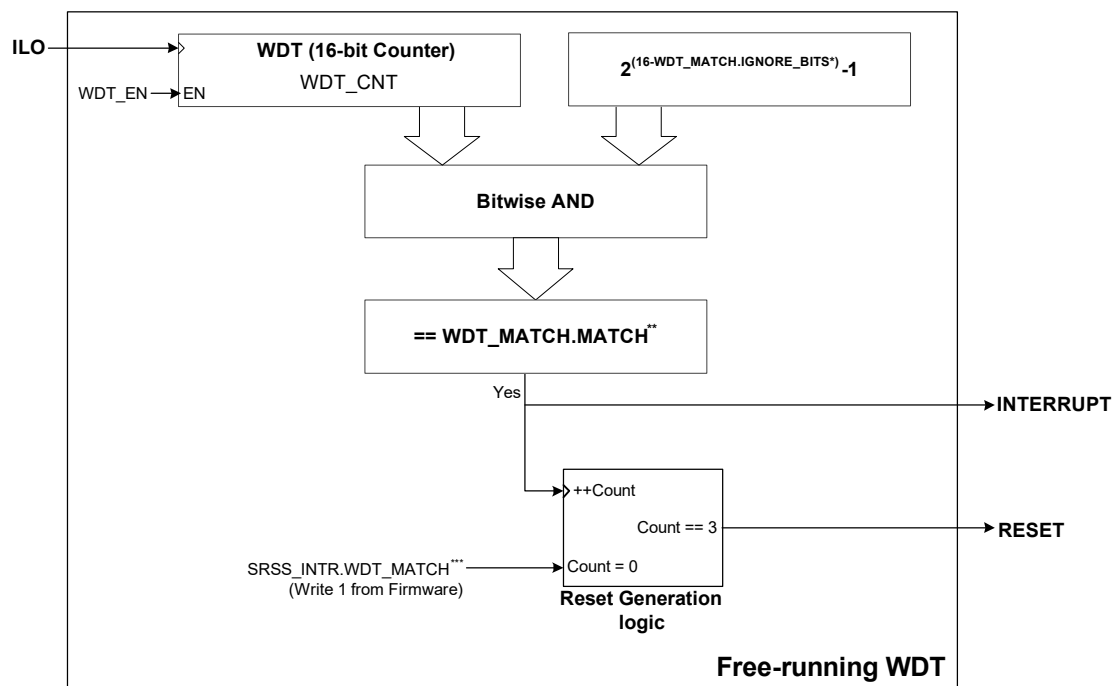 ILO
WDT (16-bit Counter)
WDT_CNT
WDT_EN
EN
2^(16-WDT_MATCH.IGNORE_BITS*) -1
Bitwise AND
== WDT_MATCH.MATCH**
Yes
INTERRUPT
++Count
Count == 3
RESET
SRSS_INTR.WDT_MATCH***
(Write 1 from Firmware)
Count = 0
Reset Generation
logic
Free-running WDT